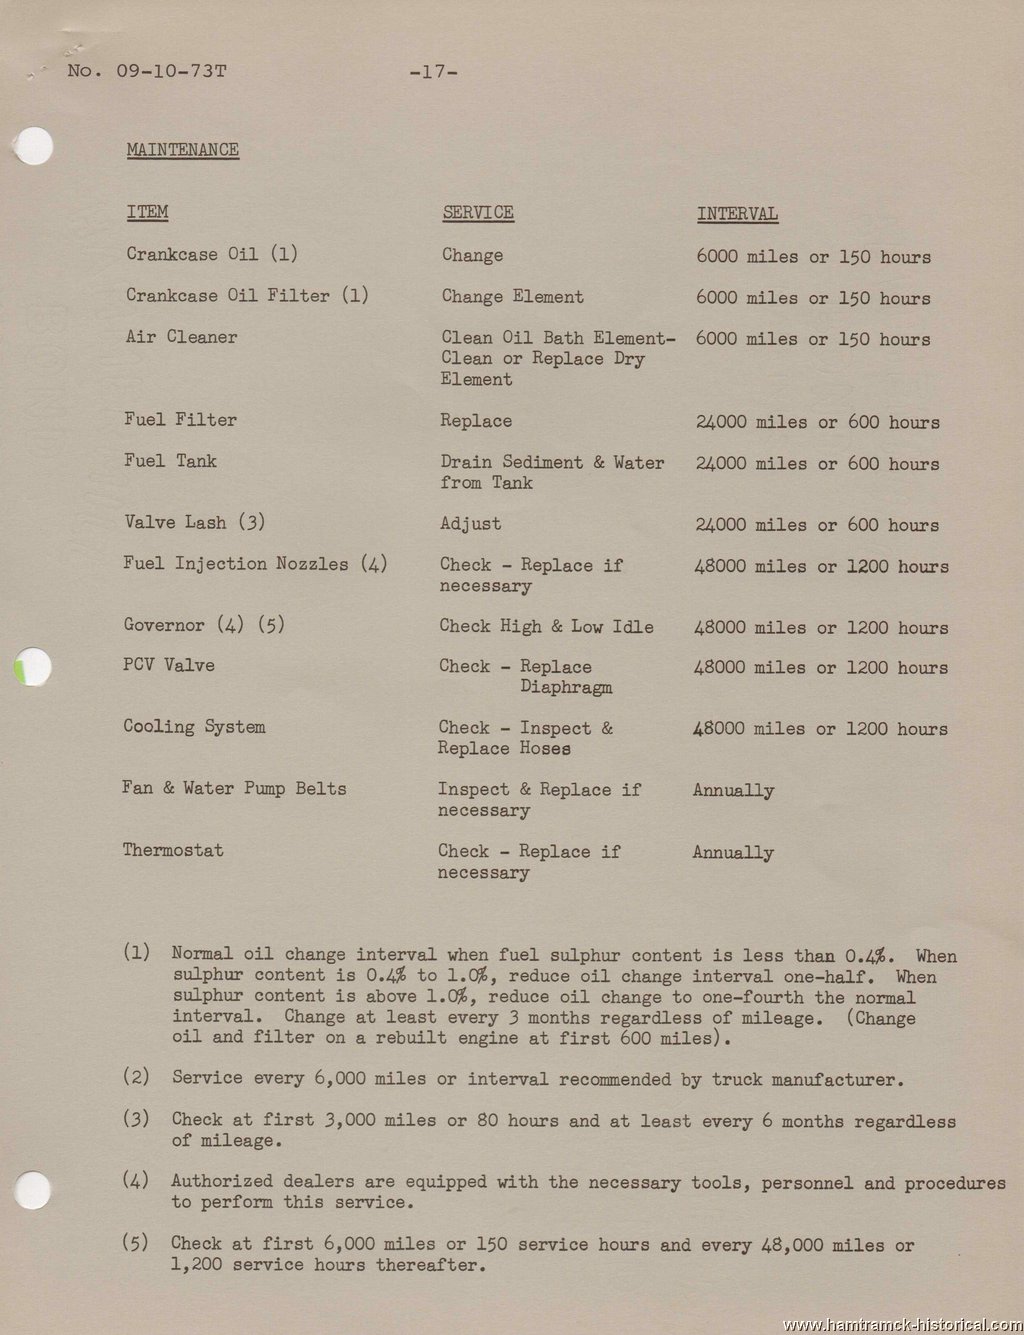 No. 09-10-73T -17-
MAINTENANCE
ITEM SERVICE INTERVAL
Crankcase Oil (1) Change 6000 miles or 150 hours
Crankcase Oil Filter (1) Change Element 6000 miles or 150 hours
Air Cleaner Clean Oil Bath Element- 6000 miles or 150 hours
Clean or Replace Dry
Element
Fuel Filter Replace 24000 miles or 600 hours
Fuel Tank Drain Sediment & Water 24000 miles or 600 hours
from Tank
Valve Lash (3) Adjust 24000 miles or 600 hours
Fuel Injection Nozzles (4) Check - Replace if 48000 miles or 1200 hours
necessary
Governor (4) (5) Check High & Low Idle 48000 miles or 1200 hours
PCV Valve Check - Replace 48000 miles or 1200 hours
Diaphragm
Cooling System Check - Inspect & 48000 miles or 1200 hours
Replace Hoses
Fan & Water Pump Belts Inspect & Replace if Annually
necessary
Thermostat Check - Replace if Annually
necessary
(1) Normal oil change interval when fuel sulphur content is less than 0.4%. When
sulphur content is 0.4% to 1.0%, reduce oil change interval one-half. When
sulphur content is above 1.0%, reduce oil change to one-fourth the normal
interval. Change at least every 3 months regardless of mileage. (Change
oil and filter on a rebuilt engine at first 600 miles).
(2) Service every 6,000 miles or interval recommended by truck manufacturer.
(3) Check at first 3,000 miles or 80 hours and at least every 6 months regardless
of mileage.
(4) Authorized dealers are equipped with the necessary tools, personnel and procedures
to perform this service.
(5) Check at first 6,000 miles or 150 service hours and every 48,000 miles or
1,200 service hours thereafter.
www.hamtramck-historical.com